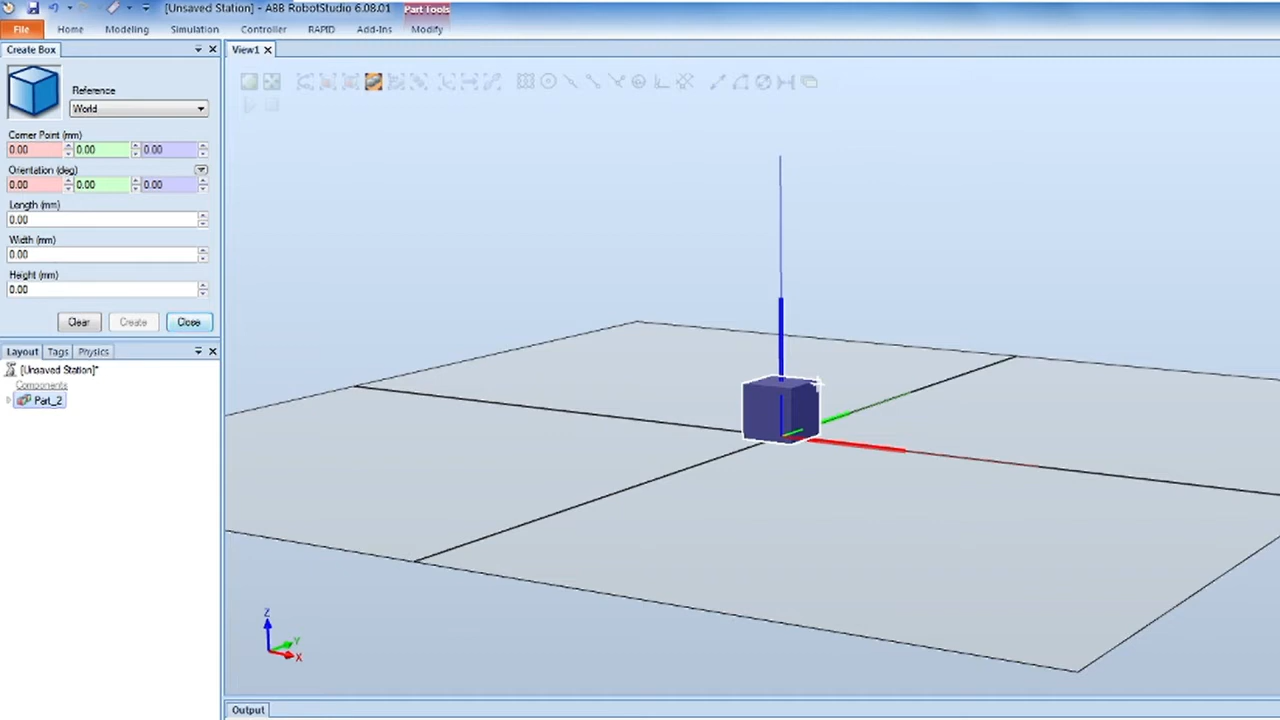 [Unsaved Station] - ABB RobotStudio 6.08.01
Part Tools
File Home Modeling Simulation Controller RAPID Add-Ins Modify
Create Box
View1
Reference
World
Corner Point (mm)
0.00 0.00 0.00
Orientation (deg)
0.00 0.00 0.00
Length (mm)
0.00
Width (mm)
0.00
Height (mm)
0.00
Clear Create Close
Layout Tags Physics
[Unsaved Station]*
Components
Part_2
Z
Y
X
Output